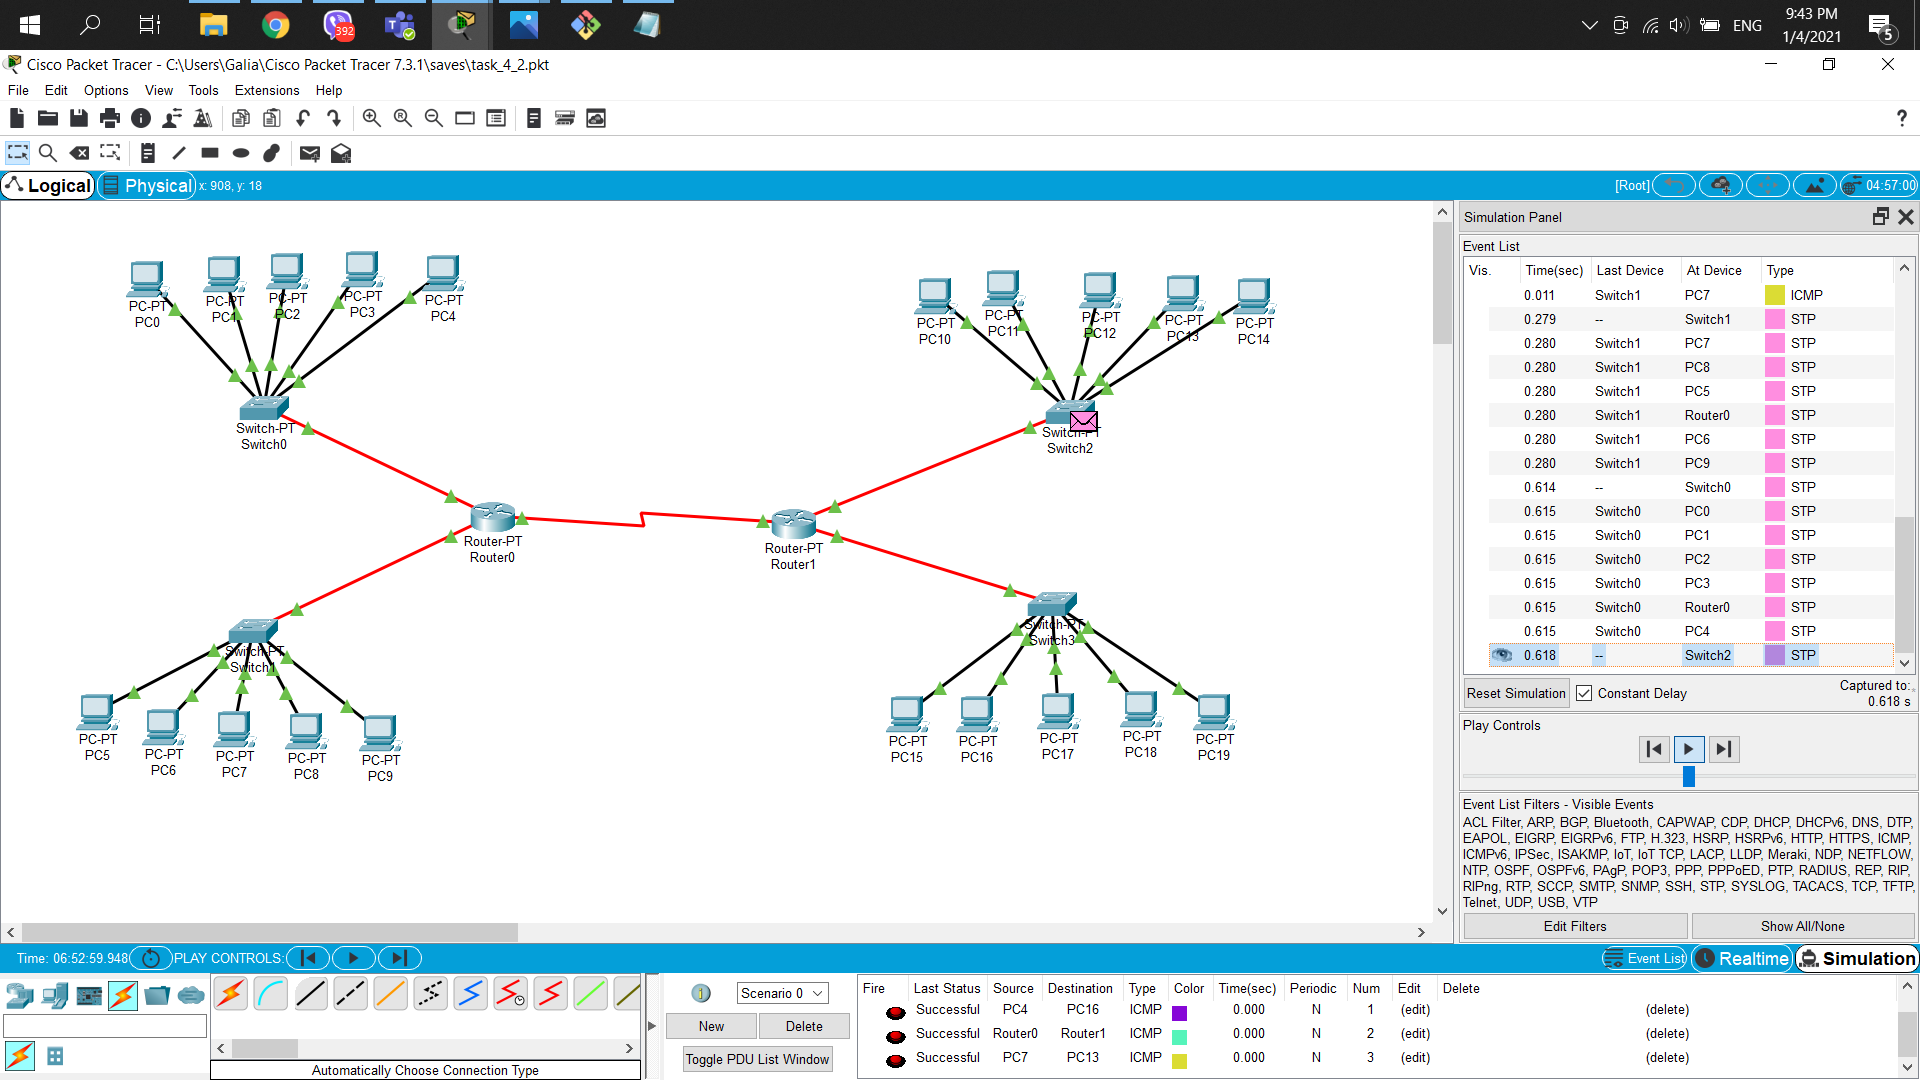 392
ENG
9:43 PM
1/4/2021
5
Cisco Packet Tracer - C:\Users\Galia\Cisco Packet Tracer 7.3.1\saves\task_4_2.pkt
File Edit Options View Tools Extensions Help
Logical Physical x: 908, y: 18 [Root] 04:57:00
PC-PT
PC0
PC-PT
PC1
PC-PT
PC2
PC-PT
PC3
PC-PT
PC4
PC-PT
PC10
PC-PT
PC11
PC-PT
PC12
PC-PT
PC13
PC-PT
PC14
Switch-PT
Switch0
Switch-PT
Switch2
Router-PT
Router0
Router-PT
Router1
Switch-PT
Switch1
Switch-PT
Switch3
PC-PT
PC5
PC-PT
PC6
PC-PT
PC7
PC-PT
PC8
PC-PT
PC9
PC-PT
PC15
PC-PT
PC16
PC-PT
PC17
PC-PT
PC18
PC-PT
PC19
Simulation Panel
Event List
Vis. Time(sec) Last Device At Device Type
0.011 Switch1 PC7 ICMP
0.279 -- Switch1 STP
0.280 Switch1 PC7 STP
0.280 Switch1 PC8 STP
0.280 Switch1 PC5 STP
0.280 Switch1 Router0 STP
0.280 Switch1 PC6 STP
0.280 Switch1 PC9 STP
0.614 -- Switch0 STP
0.615 Switch0 PC0 STP
0.615 Switch0 PC1 STP
0.615 Switch0 PC2 STP
0.615 Switch0 PC3 STP
0.615 Switch0 Router0 STP
0.615 Switch0 PC4 STP
0.618 -- Switch2 STP
Reset Simulation Constant Delay Captured to:
0.618 s
Play Controls
Event List Filters - Visible Events
ACL Filter, ARP, BGP, Bluetooth, CAPWAP, CDP, DHCP, DHCPv6, DNS, DTP,
EAPOL, EIGRP, EIGRPv6, FTP, H.323, HSRP, HSRPv6, HTTP, HTTPS, ICMP,
ICMPv6, IPSec, ISAKMP, IoT, IoT TCP, LACP, LLDP, Meraki, NDP, NETFLOW,
NTP, OSPF, OSPFv6, PAgP, POP3, PPP, PPPoED, PTP, RADIUS, REP, RIP,
RIPng, RTP, SCCP, SMTP, SNMP, SSH, STP, SYSLOG, TACACS, TCP, TFTP,
Telnet, UDP, USB, VTP
Edit Filters Show All/None
Time: 06:52:59.948 PLAY CONTROLS: Event List Realtime Simulation
Automatically Choose Connection Type
Scenario 0
New Delete
Toggle PDU List Window
Fire Last Status Source Destination Type Color Time(sec) Periodic Num Edit Delete
Successful PC4 PC16 ICMP 0.000 N 1 (edit) (delete)
Successful Router0 Router1 ICMP 0.000 N 2 (edit) (delete)
Successful PC7 PC13 ICMP 0.000 N 3 (edit) (delete)